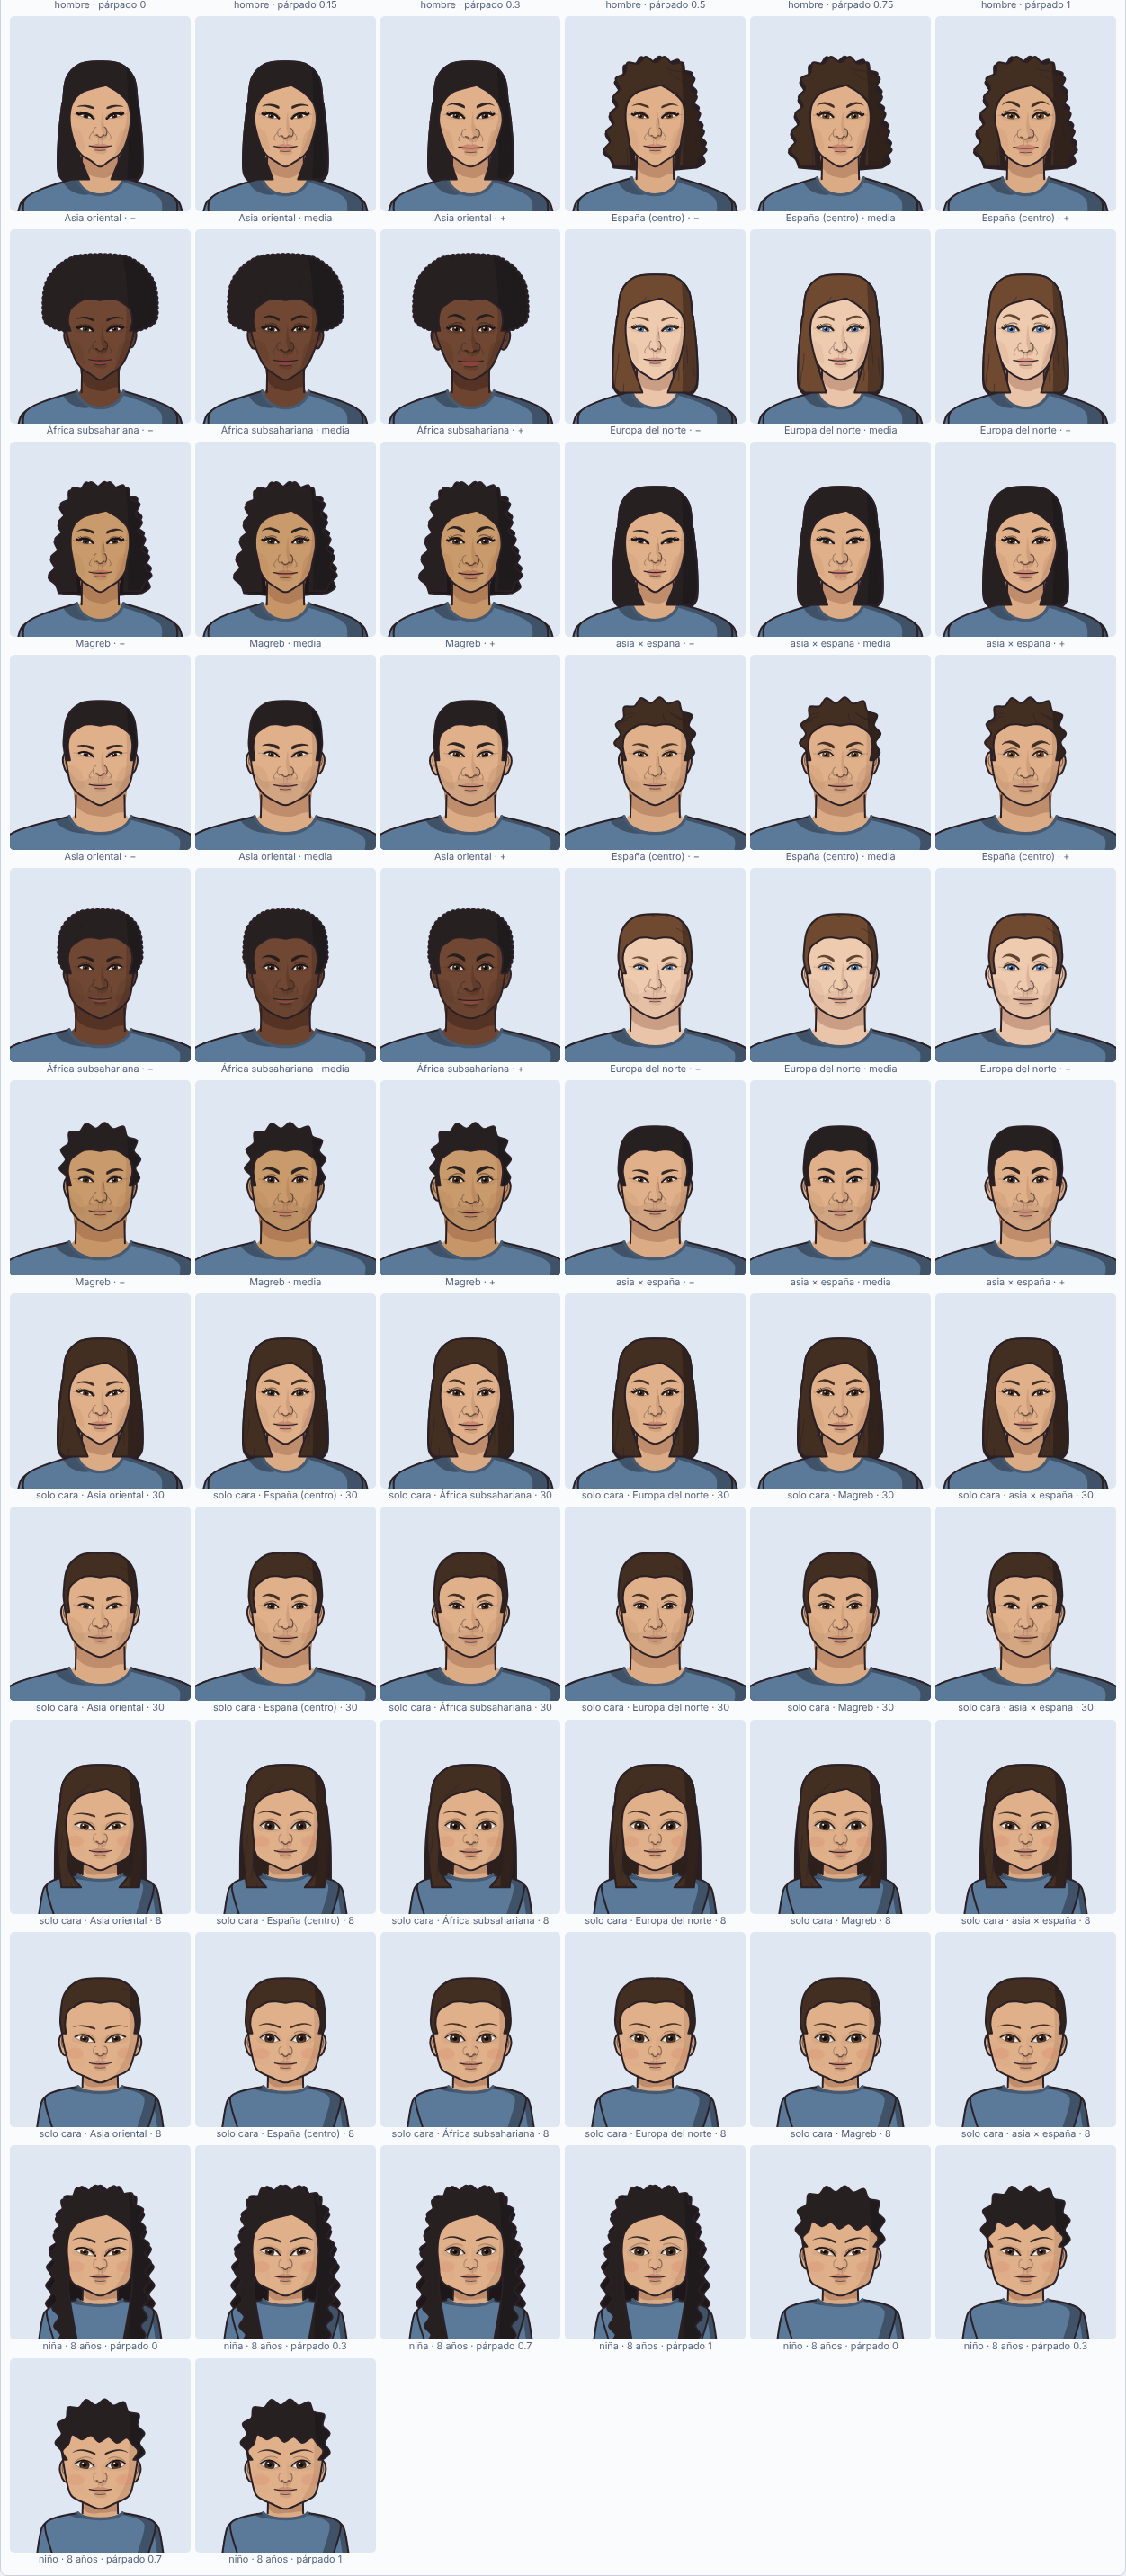 hombre · párpado 0 hombre · párpado 0.15 hombre · párpado 0.3 hombre · párpado 0.5 hombre · párpado 0.75 hombre · párpado 1
Asia oriental · − Asia oriental · media Asia oriental · + España (centro) · − España (centro) · media España (centro) · +
África subsahariana · − África subsahariana · media África subsahariana · + Europa del norte · − Europa del norte · media Europa del norte · +
Magreb · − Magreb · media Magreb · + asia × españa · − asia × españa · media asia × españa · +
Asia oriental · − Asia oriental · media Asia oriental · + España (centro) · − España (centro) · media España (centro) · +
África subsahariana · − África subsahariana · media África subsahariana · + Europa del norte · − Europa del norte · media Europa del norte · +
Magreb · − Magreb · media Magreb · + asia × españa · − asia × españa · media asia × españa · +
solo cara · Asia oriental · 30 solo cara · España (centro) · 30 solo cara · África subsahariana · 30 solo cara · Europa del norte · 30 solo cara · Magreb · 30 solo cara · asia × españa · 30
solo cara · Asia oriental · 30 solo cara · España (centro) · 30 solo cara · África subsahariana · 30 solo cara · Europa del norte · 30 solo cara · Magreb · 30 solo cara · asia × españa · 30
solo cara · Asia oriental · 8 solo cara · España (centro) · 8 solo cara · África subsahariana · 8 solo cara · Europa del norte · 8 solo cara · Magreb · 8 solo cara · asia × españa · 8
solo cara · Asia oriental · 8 solo cara · España (centro) · 8 solo cara · África subsahariana · 8 solo cara · Europa del norte · 8 solo cara · Magreb · 8 solo cara · asia × españa · 8
niña · 8 años · párpado 0 niña · 8 años · párpado 0.3 niña · 8 años · párpado 0.7 niña · 8 años · párpado 1 niño · 8 años · párpado 0 niño · 8 años · párpado 0.3
niño · 8 años · párpado 0.7 niño · 8 años · párpado 1